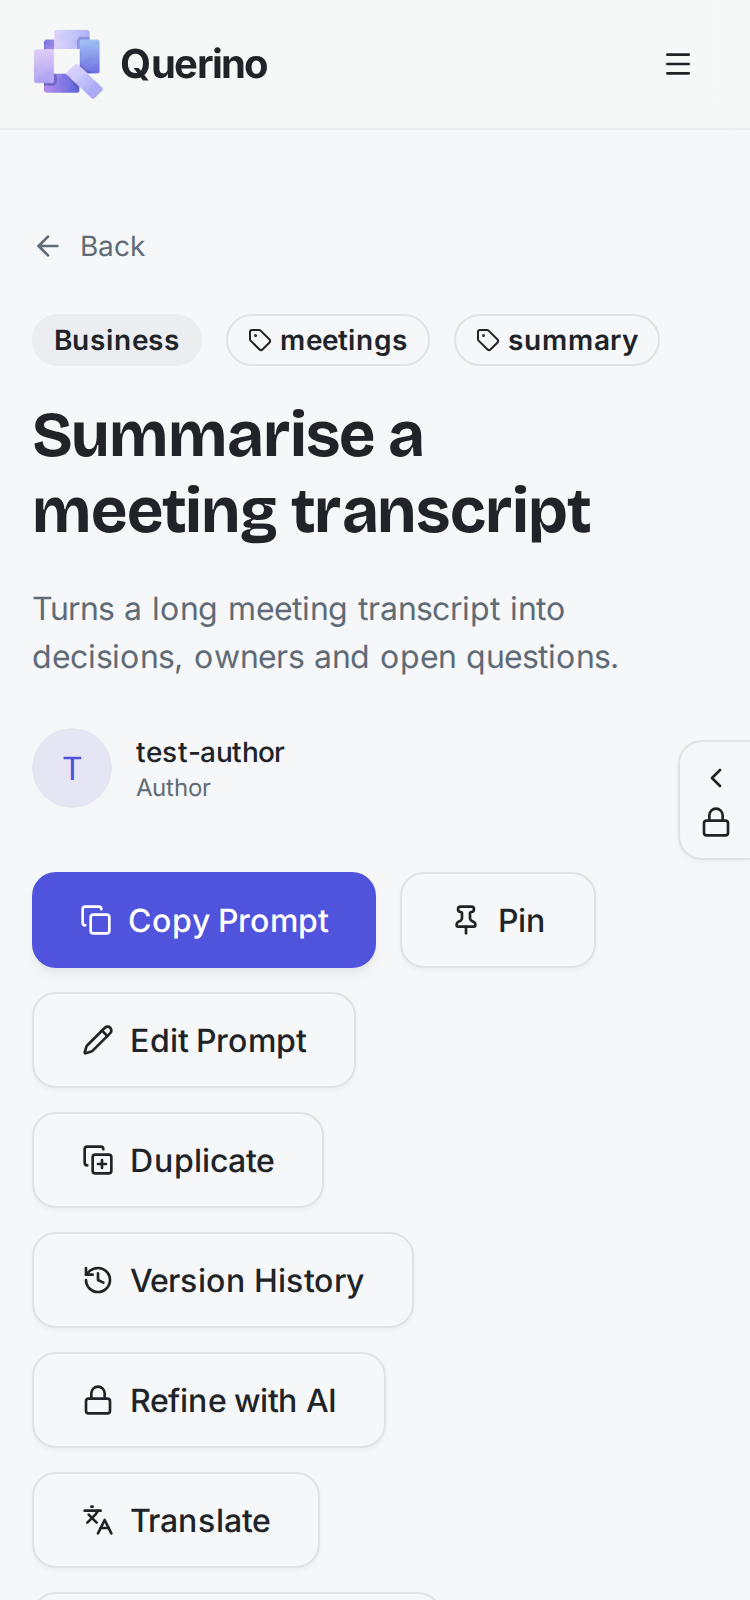 Querino
Back
Business meetings summary
Summarise a
meeting transcript
Turns a long meeting transcript into
decisions, owners and open questions.
T
test-author
Author
Copy Prompt Pin
Edit Prompt
Duplicate
Version History
Refine with AI
Translate